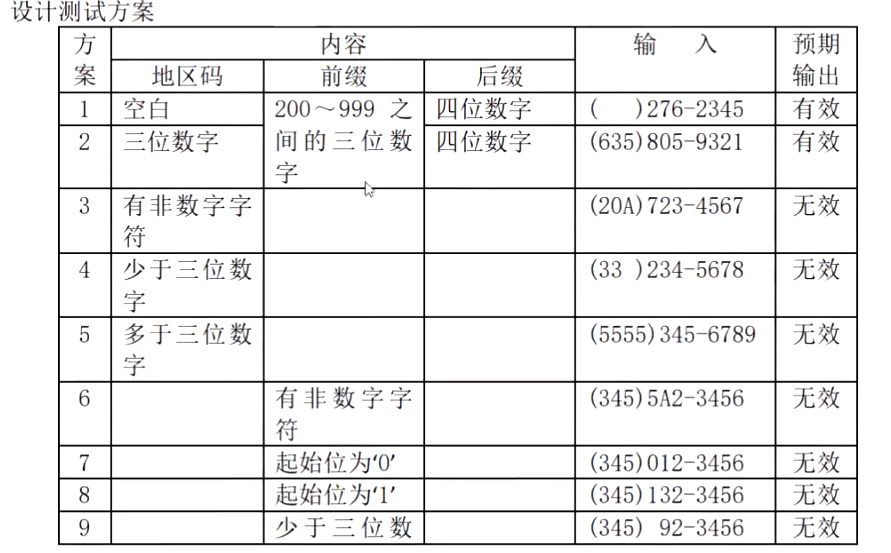 设计测试方案
方案 内容 输 入 预期输出
地区码 前缀 后缀
1 空白 200～999 之间的三位数字 四位数字 ( )276-2345 有效
2 三位数字 四位数字 (635)805-9321 有效
3 有非数字字符 (20A)723-4567 无效
4 少于三位数字 (33 )234-5678 无效
5 多于三位数字 (5555)345-6789 无效
6 有非数字字符 (345)5A2-3456 无效
7 起始位为‘0’ (345)012-3456 无效
8 起始位为‘1’ (345)132-3456 无效
9 少于三位数 (345) 92-3456 无效